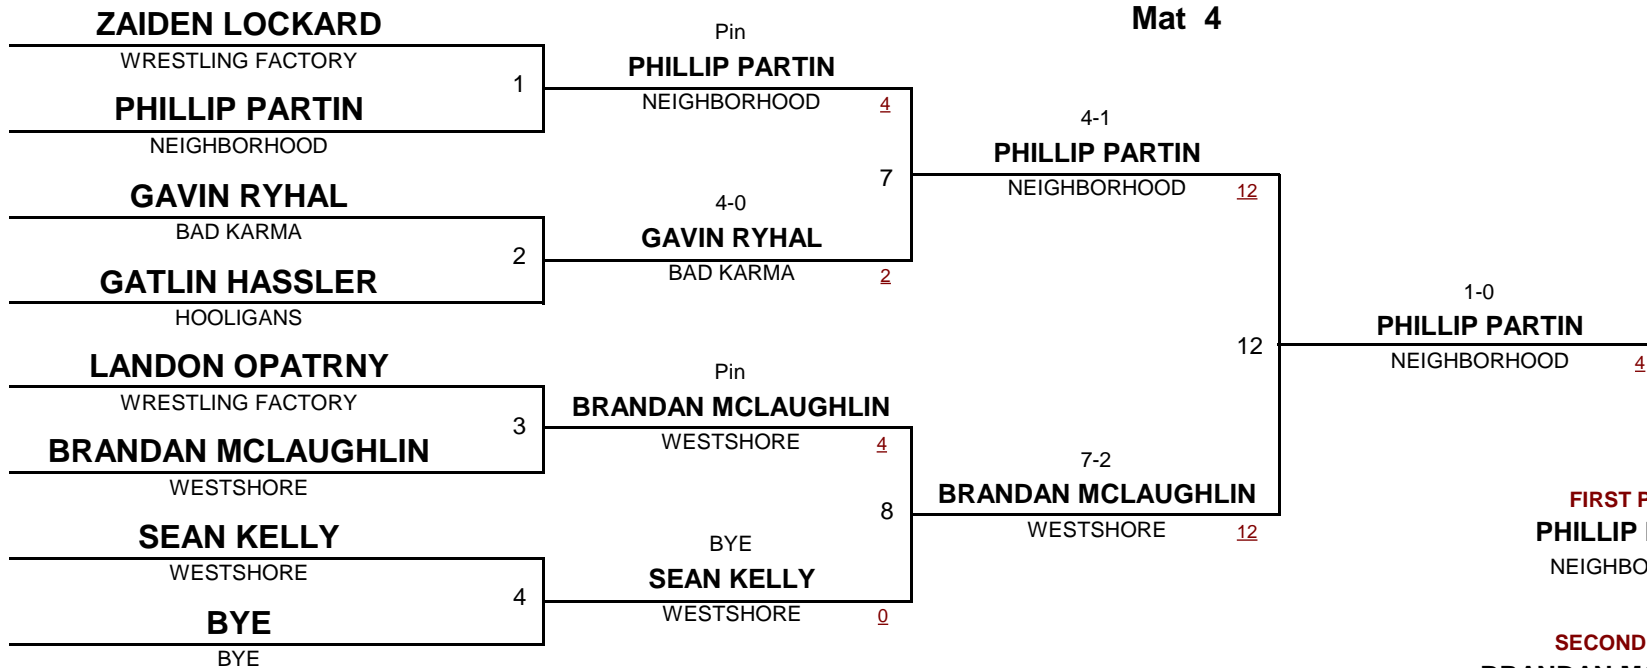 Mat 4
ZAIDEN LOCKARD
WRESTLING FACTORY
1
PHILLIP PARTIN
NEIGHBORHOOD
GAVIN RYHAL
BAD KARMA
2
GATLIN HASSLER
HOOLIGANS
LANDON OPATRNY
WRESTLING FACTORY
3
BRANDAN MCLAUGHLIN
WESTSHORE
SEAN KELLY
WESTSHORE
4
BYE
BYE
Pin
PHILLIP PARTIN
NEIGHBORHOOD 4
7
4-0
GAVIN RYHAL
BAD KARMA 2
Pin
BRANDAN MCLAUGHLIN
WESTSHORE 4
8
BYE
SEAN KELLY
WESTSHORE 0
4-1
PHILLIP PARTIN
NEIGHBORHOOD 12
12
7-2
BRANDAN MCLAUGHLIN
WESTSHORE 12
1-0
PHILLIP PARTIN
NEIGHBORHOOD 4
FIRST
PHILLIP
SECOND